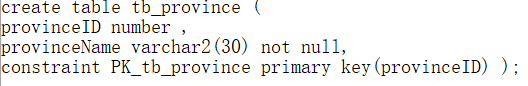 create table tb_province (
provinceID number ,
provinceName varchar2(30) not null,
constraint PK_tb_province primary key(provinceID) );